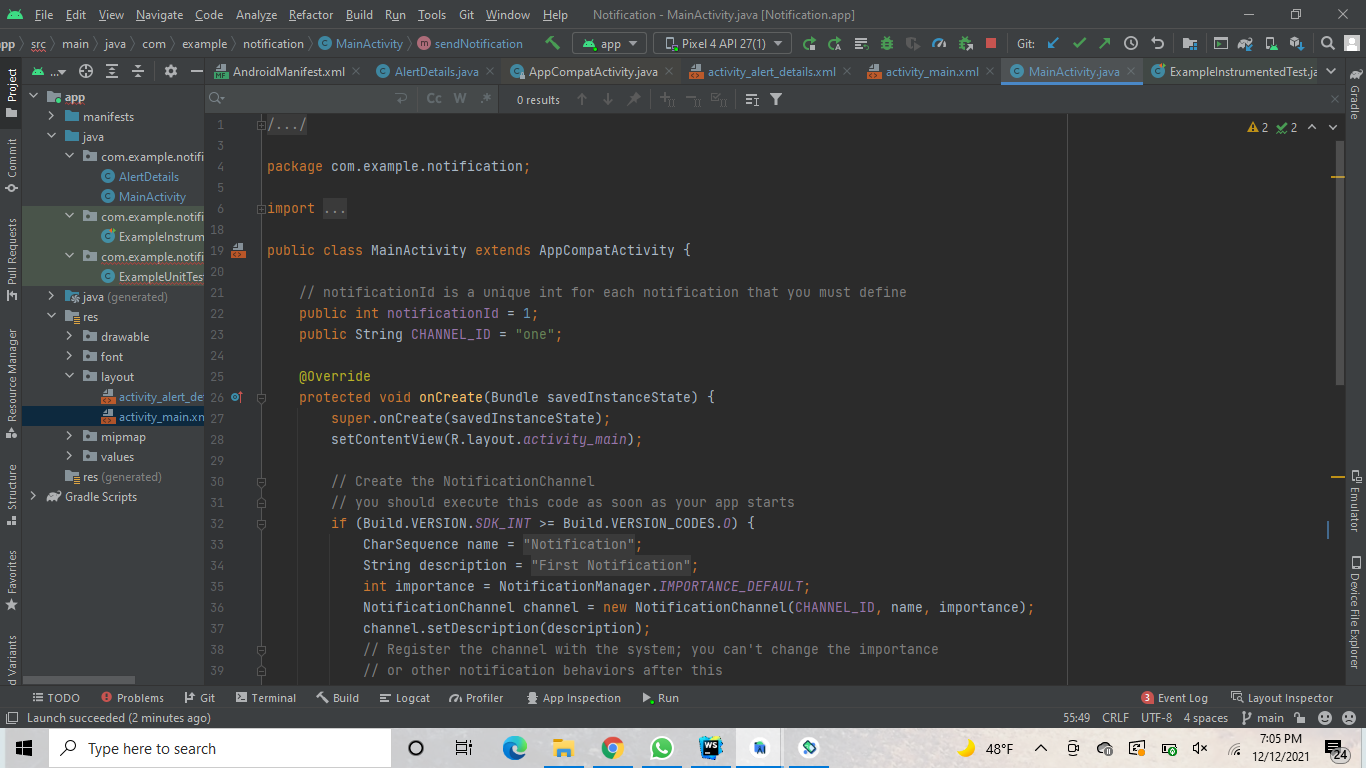 File Edit View Navigate Code Analyze Refactor Build Run Tools Git Window Help Notification - MainActivity.java [Notification.app]
app src main java com example notification MainActivity sendNotification app Pixel 4 API 27(1) Git:
... AndroidManifest.xml AlertDetails.java AppCompatActivity.java activity_alert_details.xml activity_main.xml MainActivity.java ExampleInstrumentedTest.ja
Cc W .* 0 results
Project
Commit
Pull Requests
Resource Manager
Structure
Favorites
d Variants
app
manifests
java
com.example.notifi
AlertDetails
MainActivity
com.example.notifi
ExampleInstrum
com.example.notifi
ExampleUnitTes
java (generated)
res
drawable
font
layout
activity_alert_de
activity_main.xn
mipmap
values
res (generated)
Gradle Scripts
1 /.../
3
4 package com.example.notification;
5
6 import ...
18
19 public class MainActivity extends AppCompatActivity {
20
21 // notificationId is a unique int for each notification that you must define
22 public int notificationId = 1;
23 public String CHANNEL_ID = "one";
24
25 @Override
26 protected void onCreate(Bundle savedInstanceState) {
27 super.onCreate(savedInstanceState);
28 setContentView(R.layout.activity_main);
29
30 // Create the NotificationChannel
31 // you should execute this code as soon as your app starts
32 if (Build.VERSION.SDK_INT >= Build.VERSION_CODES.O) {
33 CharSequence name = "Notification";
34 String description = "First Notification";
35 int importance = NotificationManager.IMPORTANCE_DEFAULT;
36 NotificationChannel channel = new NotificationChannel(CHANNEL_ID, name, importance);
37 channel.setDescription(description);
38 // Register the channel with the system; you can't change the importance
39 // or other notification behaviors after this
2 2
Gradle
Emulator
Device File Explorer
TODO Problems Git Terminal Build Logcat Profiler App Inspection Run 3 Event Log Layout Inspector
Launch succeeded (2 minutes ago) 55:49 CRLF UTF-8 4 spaces main
Type here to search WS 48°F 7:05 PM
12/12/2021 24